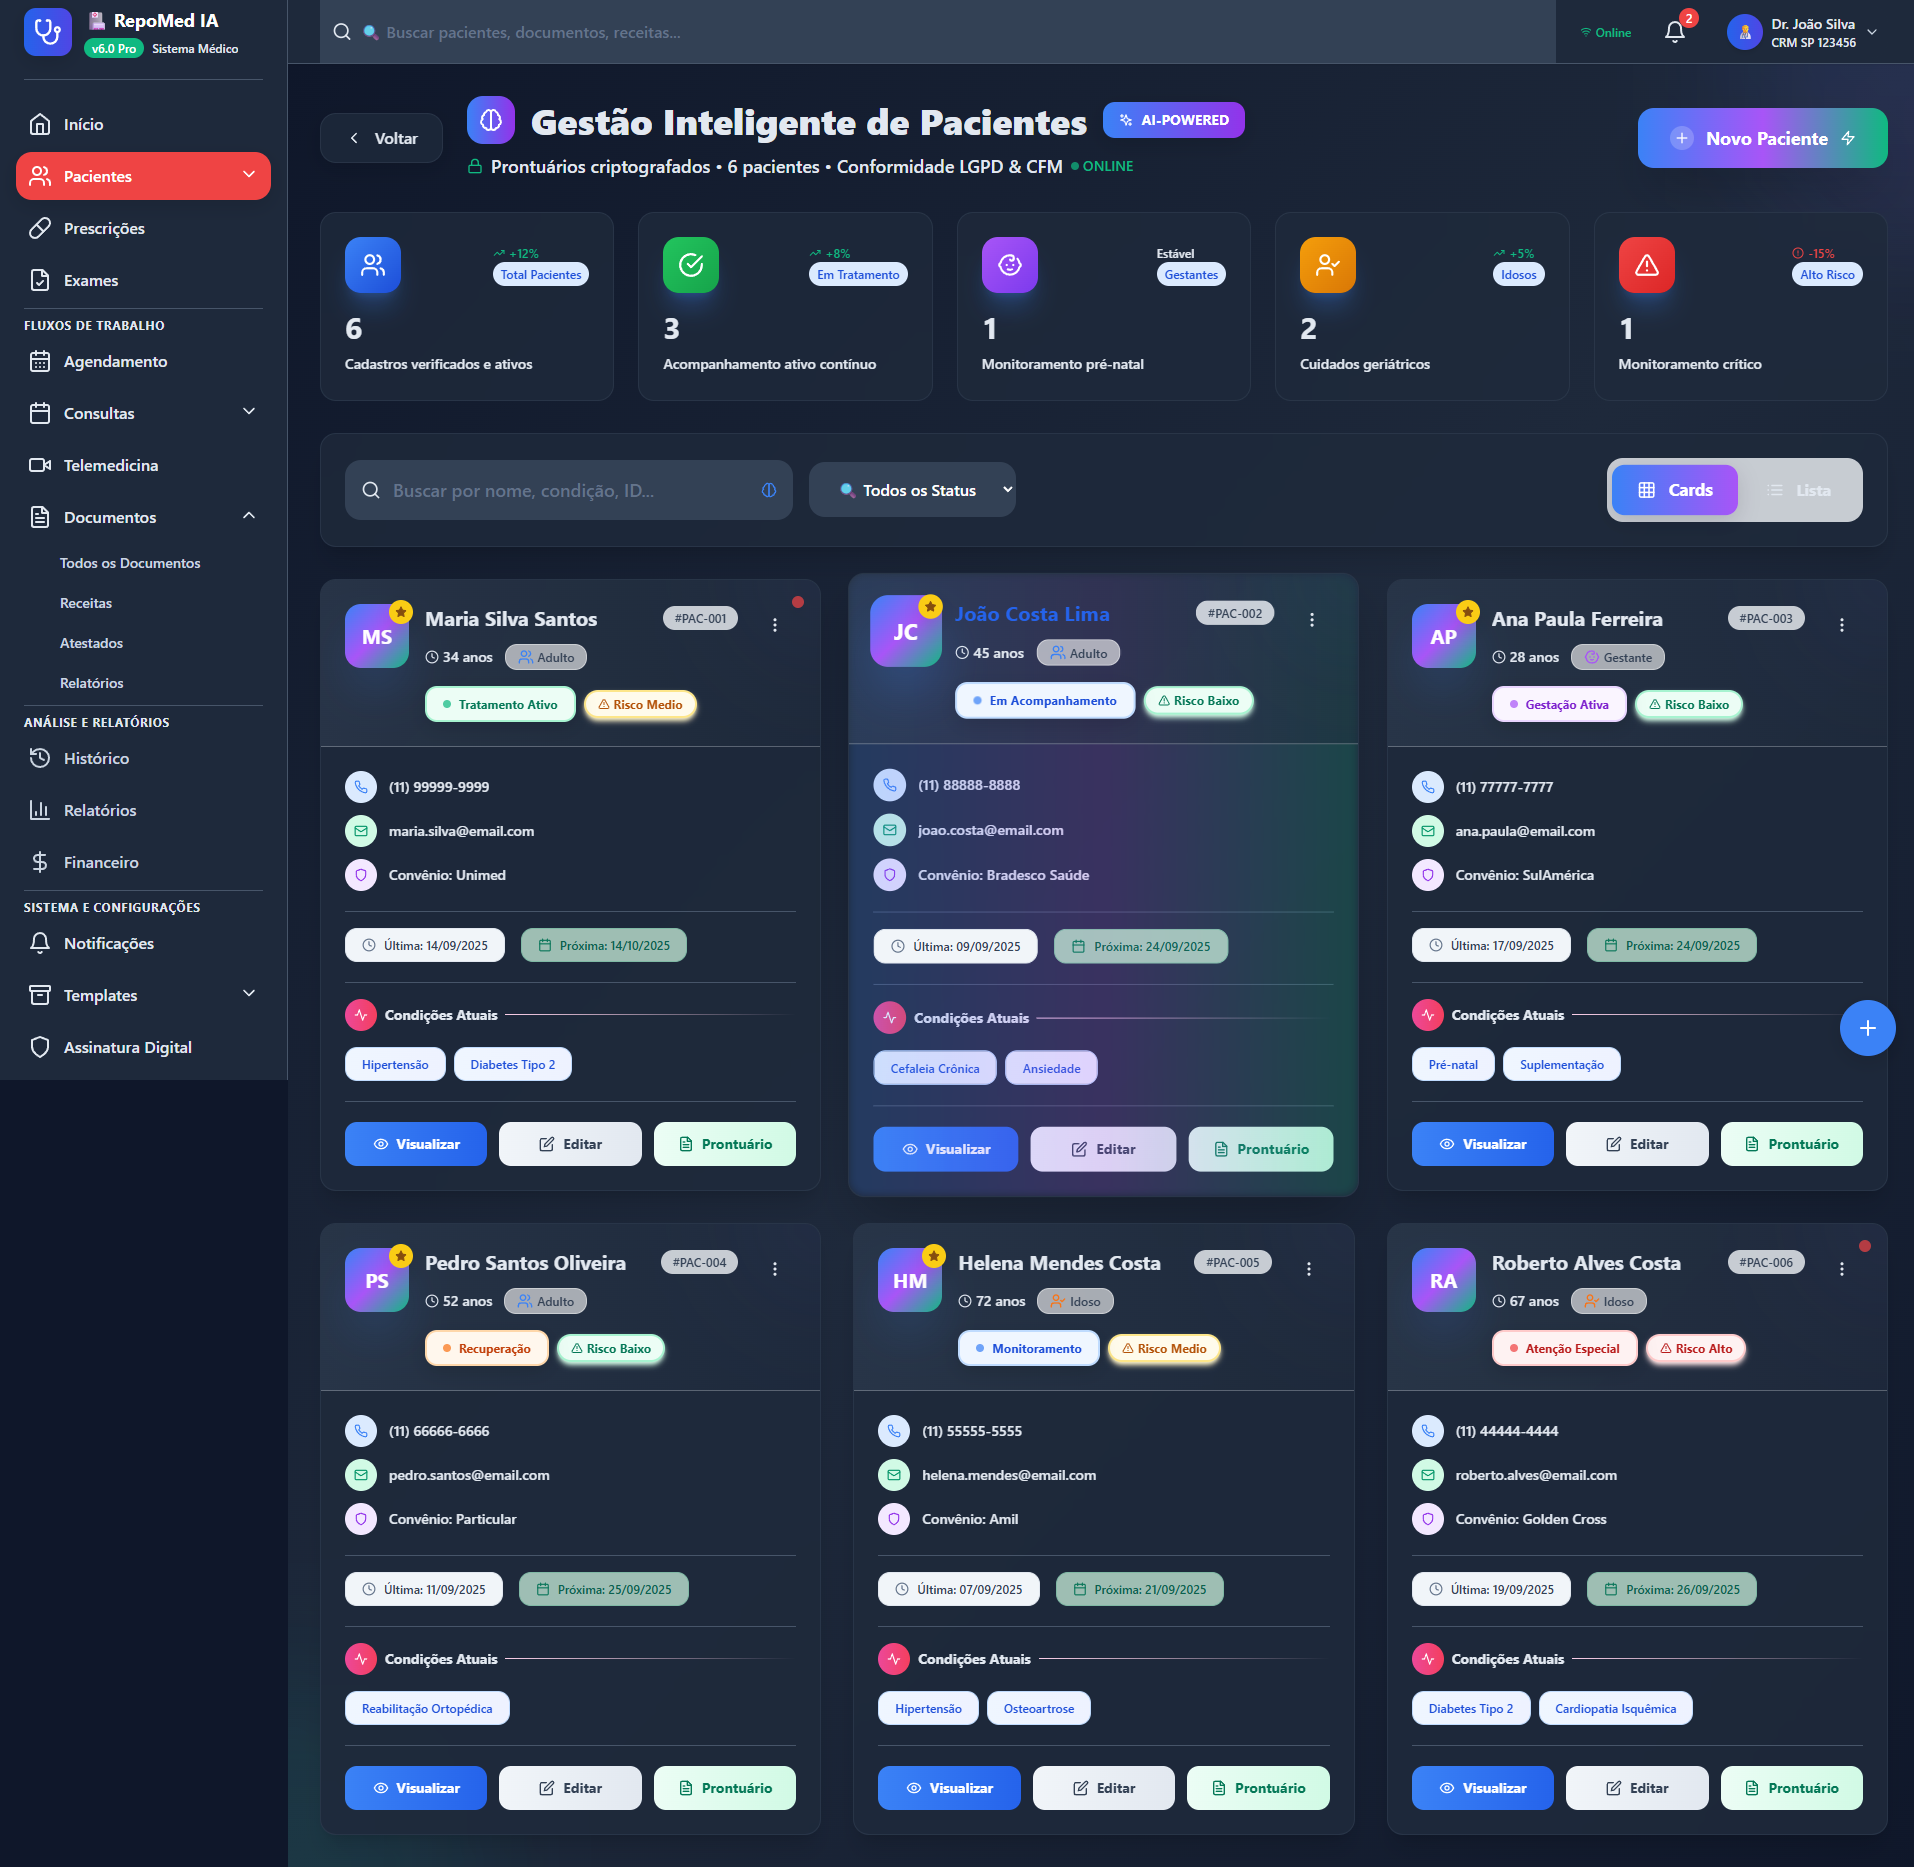 RepoMed IA
v6.0 Pro Sistema Médico
Início
Pacientes
Prescrições
Exames
FLUXOS DE TRABALHO
Agendamento
Consultas
Telemedicina
Documentos
Todos os Documentos
Receitas
Atestados
Relatórios
ANÁLISE E RELATÓRIOS
Histórico
Relatórios
Financeiro
SISTEMA E CONFIGURAÇÕES
Notificações
Templates
Assinatura Digital
Buscar pacientes, documentos, receitas...
Online
2
Dr. João Silva
CRM SP 123456
Voltar
Gestão Inteligente de Pacientes
AI-POWERED
Prontuários criptografados • 6 pacientes • Conformidade LGPD & CFM
ONLINE
Novo Paciente
+12%
Total Pacientes
6
Cadastros verificados e ativos
+8%
Em Tratamento
3
Acompanhamento ativo contínuo
Estável
Gestantes
1
Monitoramento pré-natal
+5%
Idosos
2
Cuidados geriátricos
-15%
Alto Risco
1
Monitoramento crítico
Buscar por nome, condição, ID...
Todos os Status
Cards
Lista
MS
Maria Silva Santos
#PAC-001
34 anos
Adulto
Tratamento Ativo
Risco Medio
(11) 99999-9999
maria.silva@email.com
Convênio: Unimed
Última: 14/09/2025
Próxima: 14/10/2025
Condições Atuais
Hipertensão
Diabetes Tipo 2
Visualizar
Editar
Prontuário
JC
João Costa Lima
#PAC-002
45 anos
Adulto
Em Acompanhamento
Risco Baixo
(11) 88888-8888
joao.costa@email.com
Convênio: Bradesco Saúde
Última: 09/09/2025
Próxima: 24/09/2025
Condições Atuais
Cefaleia Crônica
Ansiedade
Visualizar
Editar
Prontuário
AP
Ana Paula Ferreira
#PAC-003
28 anos
Gestante
Gestação Ativa
Risco Baixo
(11) 77777-7777
ana.paula@email.com
Convênio: SulAmérica
Última: 17/09/2025
Próxima: 24/09/2025
Condições Atuais
Pré-natal
Suplementação
Visualizar
Editar
Prontuário
PS
Pedro Santos Oliveira
#PAC-004
52 anos
Adulto
Recuperação
Risco Baixo
(11) 66666-6666
pedro.santos@email.com
Convênio: Particular
Última: 11/09/2025
Próxima: 25/09/2025
Condições Atuais
Reabilitação Ortopédica
Visualizar
Editar
Prontuário
HM
Helena Mendes Costa
#PAC-005
72 anos
Idoso
Monitoramento
Risco Medio
(11) 55555-5555
helena.mendes@email.com
Convênio: Amil
Última: 07/09/2025
Próxima: 21/09/2025
Condições Atuais
Hipertensão
Osteoartrose
Visualizar
Editar
Prontuário
RA
Roberto Alves Costa
#PAC-006
67 anos
Idoso
Atenção Especial
Risco Alto
(11) 44444-4444
roberto.alves@email.com
Convênio: Golden Cross
Última: 19/09/2025
Próxima: 26/09/2025
Condições Atuais
Diabetes Tipo 2
Cardiopatia Isquêmica
Visualizar
Editar
Prontuário